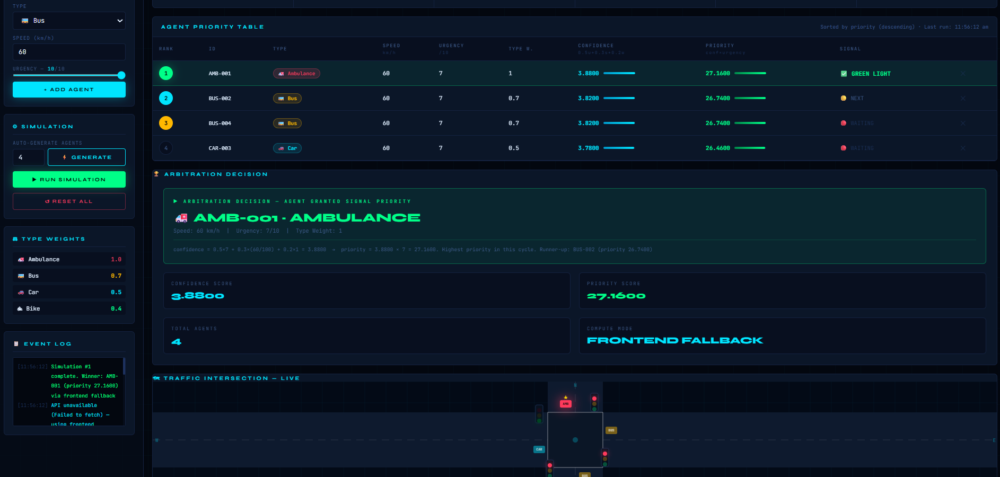 TYPE
Bus
SPEED (km/h)
60
URGENCY — 10/10
+ ADD AGENT
SIMULATION
AUTO-GENERATE AGENTS
4
GENERATE
RUN SIMULATION
RESET ALL
TYPE WEIGHTS
Ambulance 1.0
Bus 0.7
Car 0.5
Bike 0.4
EVENT LOG
[11:56:12] Simulation #1
complete. Winner: AMB-
001 (priority 27.1600)
via frontend fallback
[11:56:12] API unavailable
(Failed to fetch) —
using frontend
AGENT PRIORITY TABLE
Sorted by priority (descending) · Last run: 11:56:12 am
RANK ID TYPE SPEED URGENCY TYPE W. CONFIDENCE PRIORITY SIGNAL
km/h /10 0.5u+0.3s+0.2w conf×urgency
1 AMB-001 Ambulance 60 7 1 3.8800 27.1600 GREEN LIGHT
2 BUS-002 Bus 60 7 0.7 3.8200 26.7400 NEXT
3 BUS-004 Bus 60 7 0.7 3.8200 26.7400 WAITING
4 CAR-003 Car 60 7 0.5 3.7800 26.4600 WAITING
ARBITRATION DECISION
ARBITRATION DECISION — AGENT GRANTED SIGNAL PRIORITY
AMB-001 · AMBULANCE
Speed: 60 km/h | Urgency: 7/10 | Type Weight: 1
confidence = 0.5×7 + 0.3×(60/100) + 0.2×1 = 3.8800 → priority = 3.8800 × 7 = 27.1600. Highest priority in this cycle. Runner-up: BUS-002 (priority 26.7400)
CONFIDENCE SCORE
3.8800
PRIORITY SCORE
27.1600
TOTAL AGENTS
4
COMPUTE MODE
FRONTEND FALLBACK
TRAFFIC INTERSECTION — LIVE
N
AMB
BUS
W
E
CAR
BUS